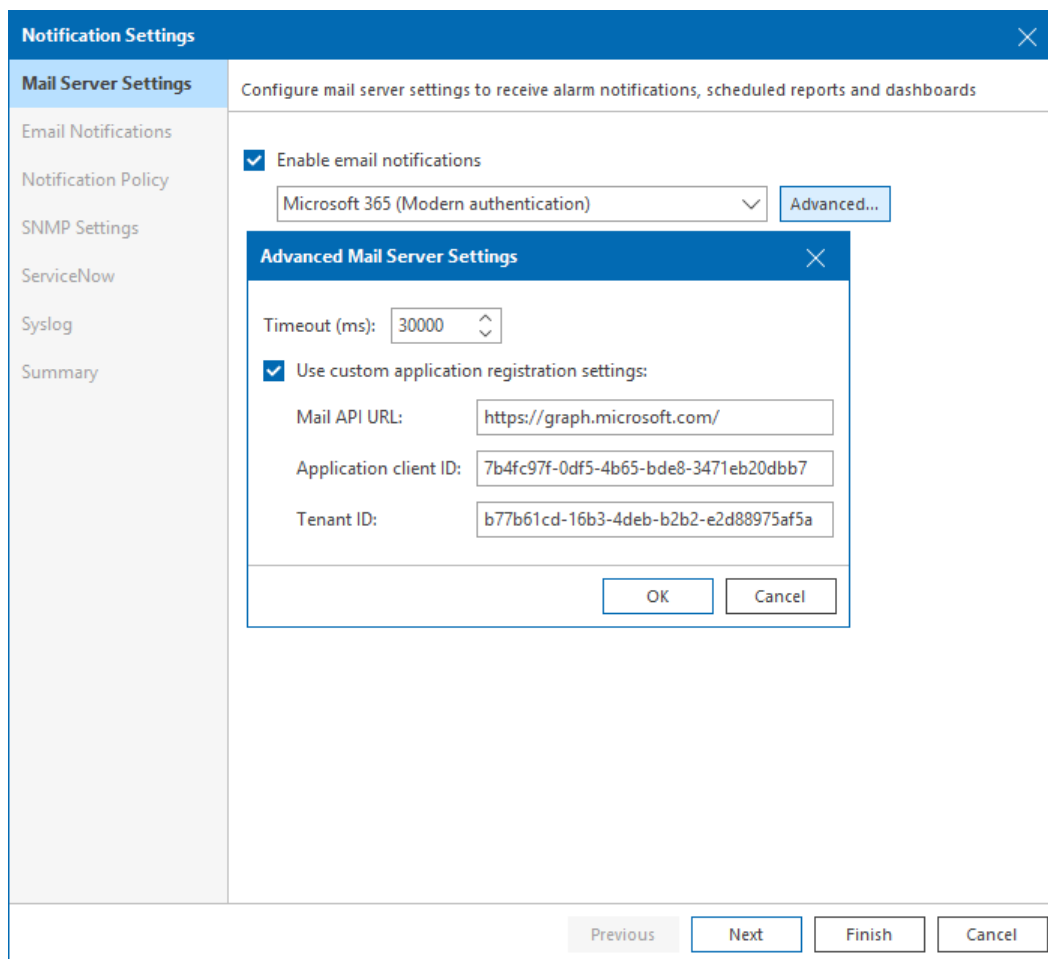 Notification Settings
Mail Server Settings
Email Notifications
Notification Policy
SNMP Settings
ServiceNow
Syslog
Summary
Configure mail server settings to receive alarm notifications, scheduled reports and dashboards
Enable email notifications
Microsoft 365 (Modern authentication)
Advanced...
Advanced Mail Server Settings
Timeout (ms): 30000
Use custom application registration settings:
Mail API URL: https://graph.microsoft.com/
Application client ID: 7b4fc97f-0df5-4b65-bde8-3471eb20dbb7
Tenant ID: b77b61cd-16b3-4deb-b2b2-e2d88975af5a
OK Cancel
Previous Next Finish Cancel